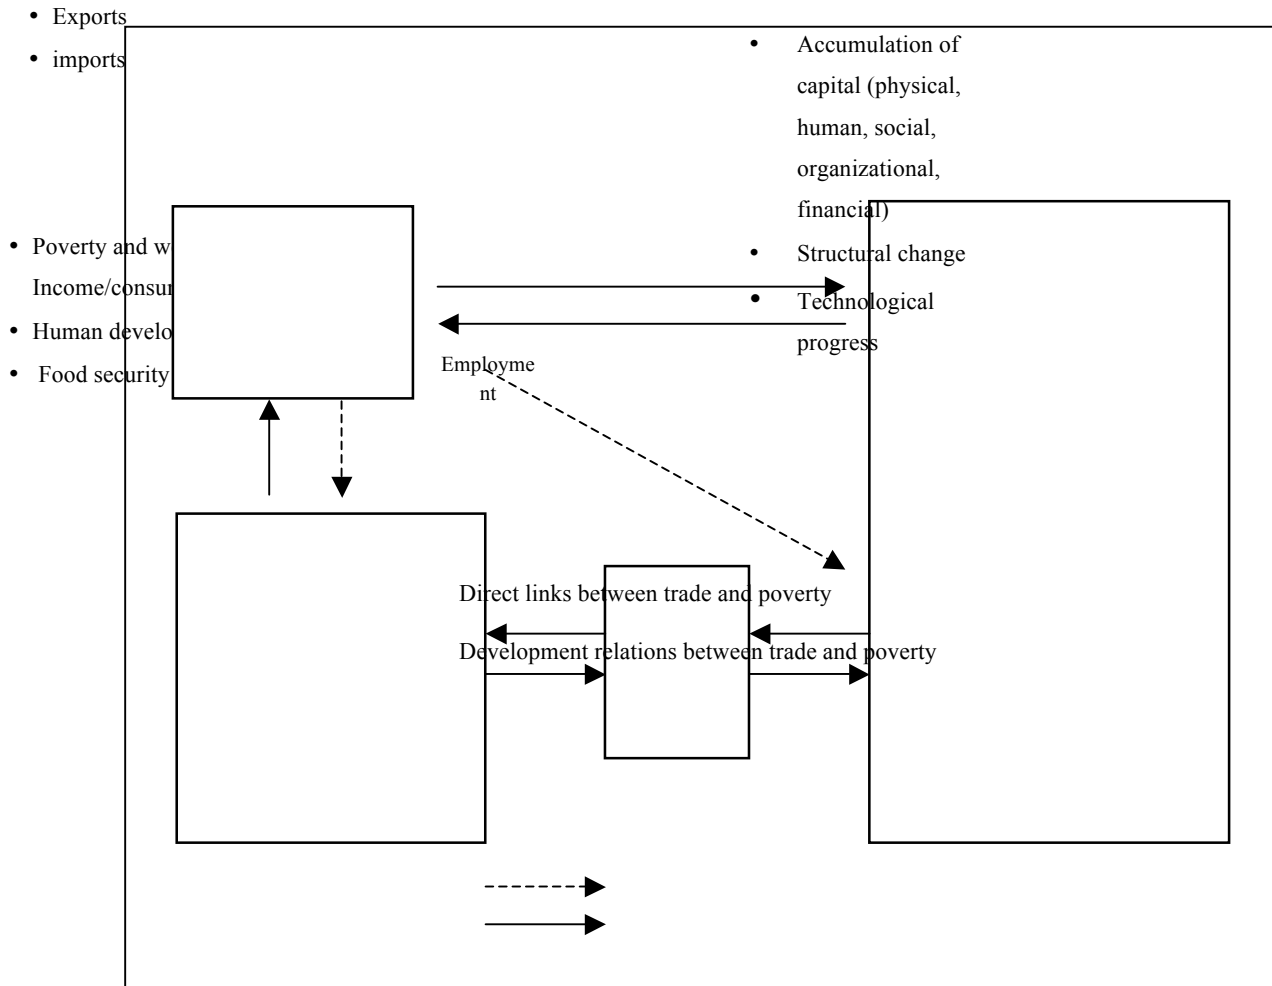 • Exports
• imports
• Accumulation of
capital (physical,
human, social,
organizational,
financial)
• Structural change
• Technological
progress
• Poverty and w
Income/consu
• Human develo
• Food security
Employme
nt
Direct links between trade and poverty
Development relations between trade and poverty